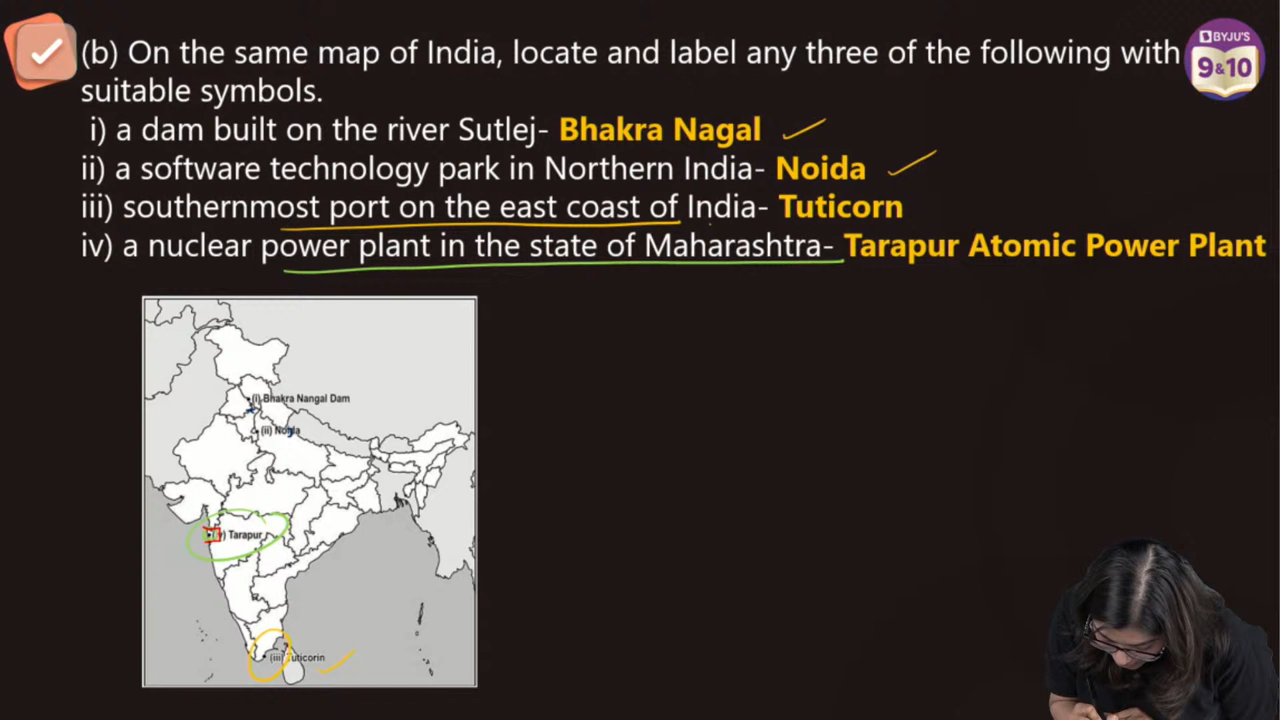 (b) On the same map of India, locate and label any three of the following with
suitable symbols.
i) a dam built on the river Sutlej- Bhakra Nagal
ii) a software technology park in Northern India- Noida
iii) southernmost port on the east coast of India- Tuticorn
iv) a nuclear power plant in the state of Maharashtra- Tarapur Atomic Power Plant
BYJU'S
9&10
(i) Bhakra Nangal Dam
(ii) Noida
(iv) Tarapur
(iii) Tuticorin